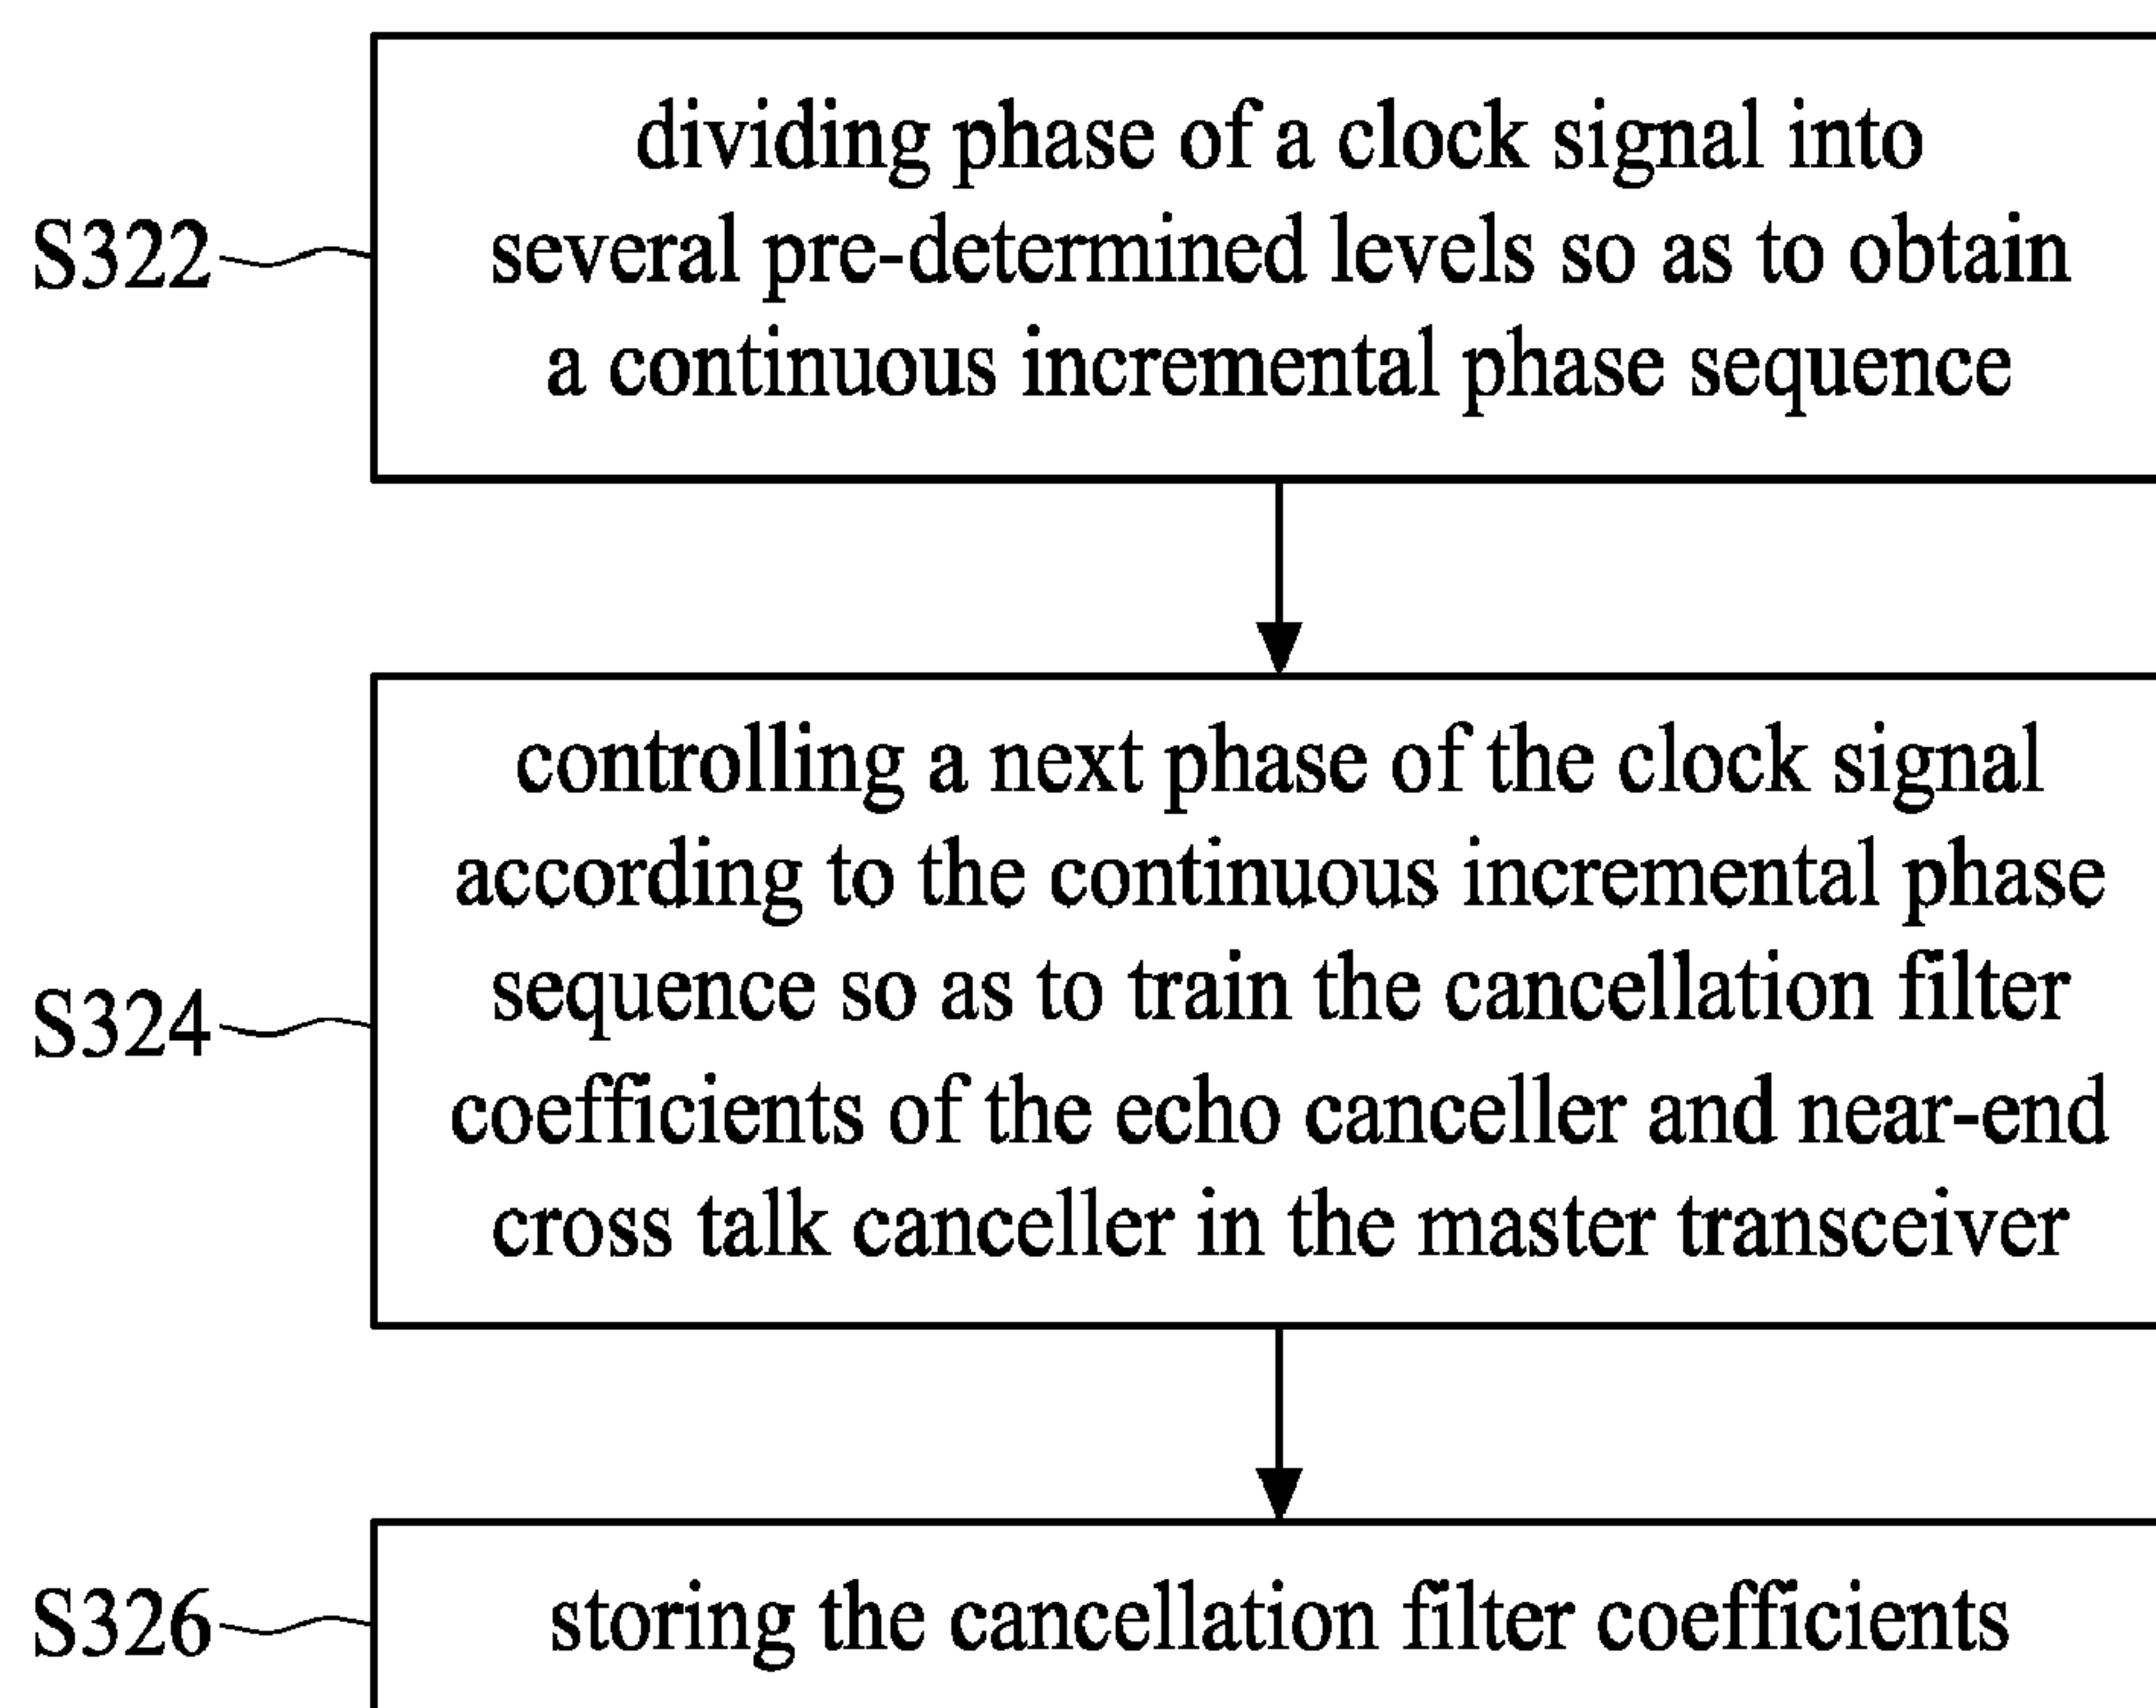 dividing phase of a clock signal into
S322 several pre-determined levels so as to obtain
a continuous incremental phase sequence
controlling a next phase of the clock signal
according to the continuous incremental phase
S324 sequence so as to train the cancellation filter
coefficients of the echo canceller and near-end
cross talk canceller in the master transceiver
S326 storing the cancellation filter coefficients